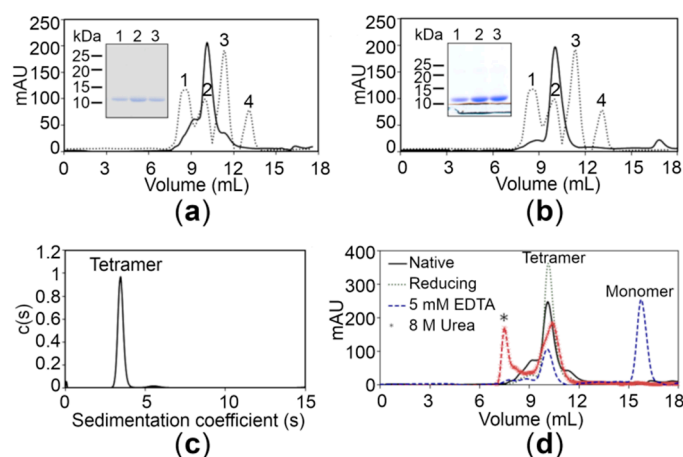 250
200
150
100
50
0
mAU
kDa 1 2 3
25
20
15
10
1 2 3 4
0 3 6 9 12 15 18
Volume (mL)
(a)
250
200
150
100
50
0
mAU
kDa 1 2 3
25
20
15
10
1 2 3 4
0 3 6 9 12 15 18
Volume (mL)
(b)
1.2
1
0.8
0.6
0.4
0.2
0
c(s)
Tetramer
0 5 10 15
Sedimentation coefficient (s)
(c)
400
300
200
100
0
mAU
Native
Reducing
5 mM EDTA
8 M Urea
*
Tetramer
Monomer
0 3 6 9 12 15 18
Volume (mL)
(d)